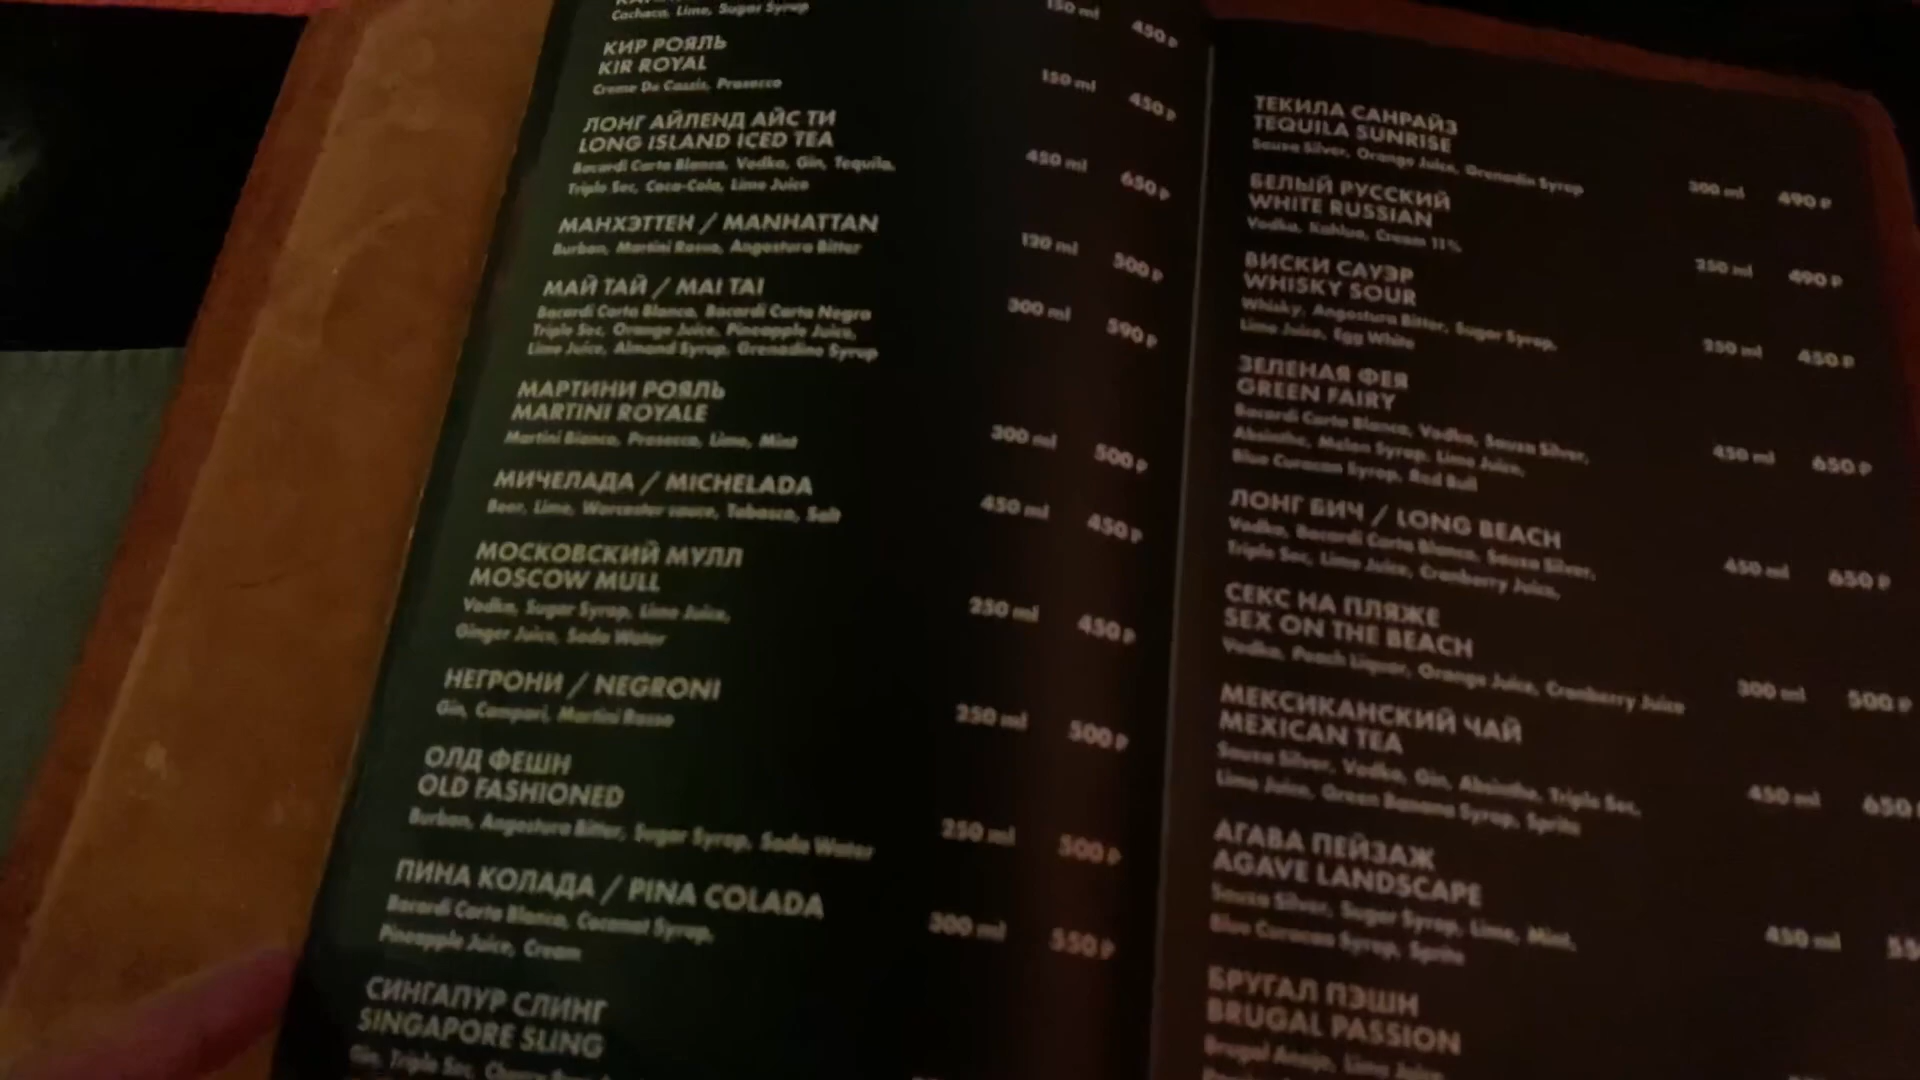 Cachaca, Lime, Sugar Syrup
150 ml 450 ₽
КИР РОЯЛЬ
KIR ROYAL
Creme De Cassis, Prosecco
150 ml 450 ₽
ЛОНГ АЙЛЕНД АЙС ТИ
LONG ISLAND ICED TEA
Bacardi Carta Blanca, Vodka, Gin, Tequila,
Triple Sec, Coca-Cola, Lime Juice
450 ml 650 ₽
МАНХЭТТЕН / MANHATTAN
Burbon, Martini Rosso, Angostura Bitter
120 ml 500 ₽
МАЙ ТАЙ / MAI TAI
Bacardi Carta Blanca, Bacardi Carta Negra
Triple Sec, Orange Juice, Pineapple Juice,
Lime Juice, Almond Syrup, Grenadine Syrup
300 ml 590 ₽
МАРТИНИ РОЯЛЬ
MARTINI ROYALE
Martini Bianco, Prosecco, Lime, Mint
300 ml 500 ₽
МИЧЕЛАДА / MICHELADA
Beer, Lime, Worcester sauce, Tabasco, Salt
450 ml 450 ₽
МОСКОВСКИЙ МУЛЛ
MOSCOW MULL
Vodka, Sugar Syrup, Lime Juice,
Ginger Juice, Soda Water
250 ml 450 ₽
НЕГРОНИ / NEGRONI
Gin, Campari, Martini Rosso
250 ml 500 ₽
ОЛД ФЕШН
OLD FASHIONED
Burbon, Angostura Bitter, Sugar Syrup, Soda Water
250 ml 500 ₽
ПИНА КОЛАДА / PINA COLADA
Bacardi Carta Blanca, Coconut Syrup,
Pineapple Juice, Cream
300 ml 550 ₽
СИНГАПУР СЛИНГ
SINGAPORE SLING
Gin, Triple Sec,
ТЕКИЛА САНРАЙЗ
TEQUILA SUNRISE
Sauza Silver, Orange Juice, Grenadin Syrup
300 ml 490 ₽
БЕЛЫЙ РУССКИЙ
WHITE RUSSIAN
Vodka, Kahlua, Cream 11%
250 ml 490 ₽
ВИСКИ САУЭР
WHISKY SOUR
Whisky, Angostura Bitter, Sugar Syrup,
Lime Juice, Egg White
250 ml 450 ₽
ЗЕЛЕНАЯ ФЕЯ
GREEN FAIRY
Bacardi Carta Blanca, Vodka, Sauza Silver,
Absinthe, Melon Syrup, Lime Juice,
Blue Curacao Syrup, Red Bull
450 ml 650 ₽
ЛОНГ БИЧ / LONG BEACH
Vodka, Bacardi Carta Blanca, Sauza Silver,
Triple Sec, Lime Juice, Cranberry Juice,
450 ml 650 ₽
СЕКС НА ПЛЯЖЕ
SEX ON THE BEACH
Vodka, Peach Liquor, Orange Juice, Cranberry Juice
300 ml 500 ₽
МЕКСИКАНСКИЙ ЧАЙ
MEXICAN TEA
Sauza Silver, Vodka, Gin, Absinthe, Triple Sec,
Lime Juice, Green Banana Syrup, Sprite
450 ml 650
АГАВА ПЕЙЗАЖ
AGAVE LANDSCAPE
Sauza Silver, Sugar Syrup, Lime, Mint,
Blue Curacao Syrup, Sprite
450 ml
БРУГАЛ ПЭШН
BRUGAL PASSION
Brugal Anejo, Lime Juice